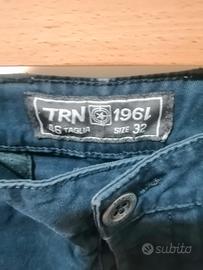 TRN 1961
46 TAGLIA SIZE 32
subito